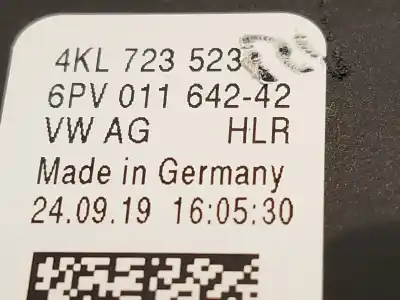 4KL 723 523
6PV 011 642-42
VW AG HLR
Made in Germany
24.09.19 16:05:30